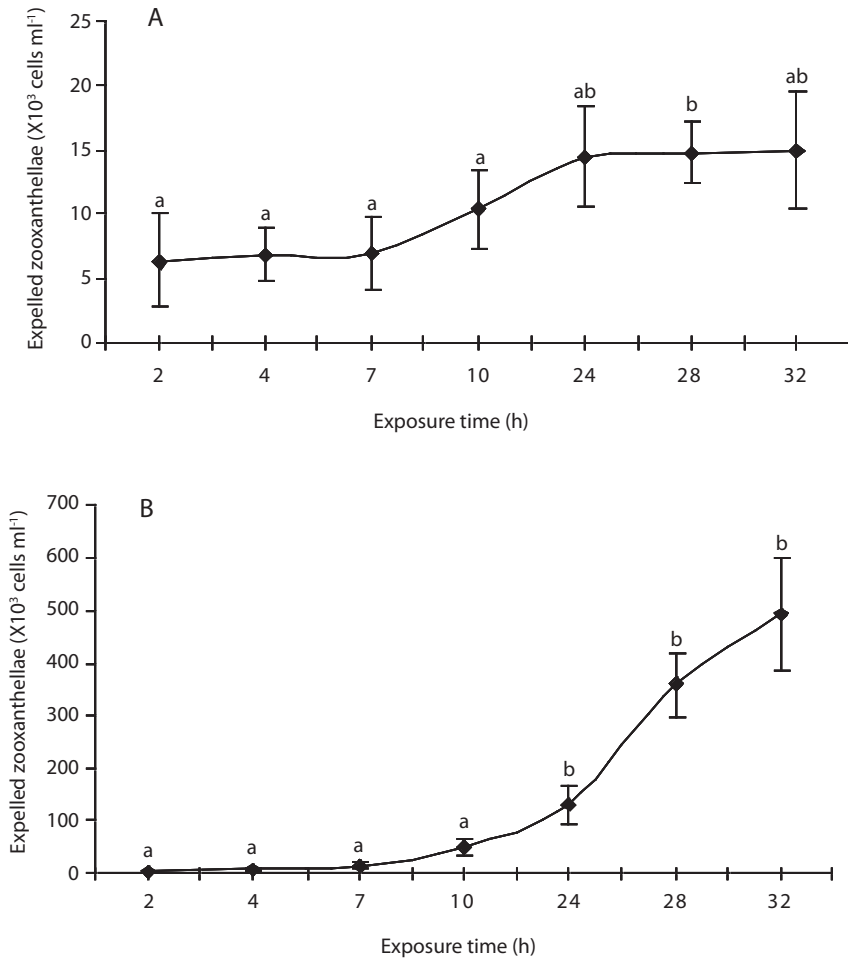 A
Expelled zooxanthellae (X10³ cells ml⁻¹)
25
20
15
10
5
0
a
a
a
a
ab
b
ab
2 4 7 10 24 28 32
Exposure time (h)
B
Expelled zooxanthellae (X10³ cells ml⁻¹)
700
600
500
400
300
200
100
0
a
a
a
a
b
b
b
2 4 7 10 24 28 32
Exposure time (h)